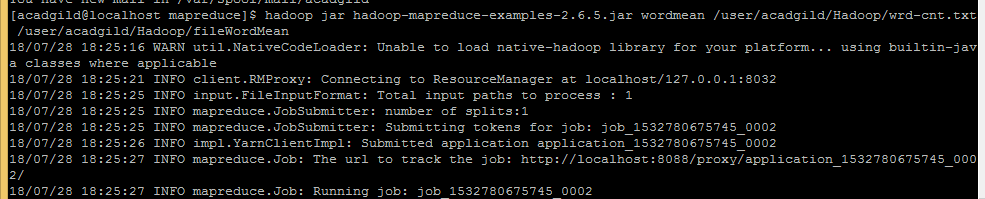 You have new mail in /var/spool/mail/acadgild
[acadgild@localhost mapreduce]$ hadoop jar hadoop-mapreduce-examples-2.6.5.jar wordmean /user/acadgild/Hadoop/wrd-cnt.txt
/user/acadgild/Hadoop/fileWordMean
18/07/28 18:25:16 WARN util.NativeCodeLoader: Unable to load native-hadoop library for your platform... using builtin-jav
a classes where applicable
18/07/28 18:25:21 INFO client.RMProxy: Connecting to ResourceManager at localhost/127.0.0.1:8032
18/07/28 18:25:25 INFO input.FileInputFormat: Total input paths to process : 1
18/07/28 18:25:25 INFO mapreduce.JobSubmitter: number of splits:1
18/07/28 18:25:25 INFO mapreduce.JobSubmitter: Submitting tokens for job: job_1532780675745_0002
18/07/28 18:25:26 INFO impl.YarnClientImpl: Submitted application application_1532780675745_0002
18/07/28 18:25:27 INFO mapreduce.Job: The url to track the job: http://localhost:8088/proxy/application_1532780675745_000
2/
18/07/28 18:25:27 INFO mapreduce.Job: Running job: job_1532780675745_0002